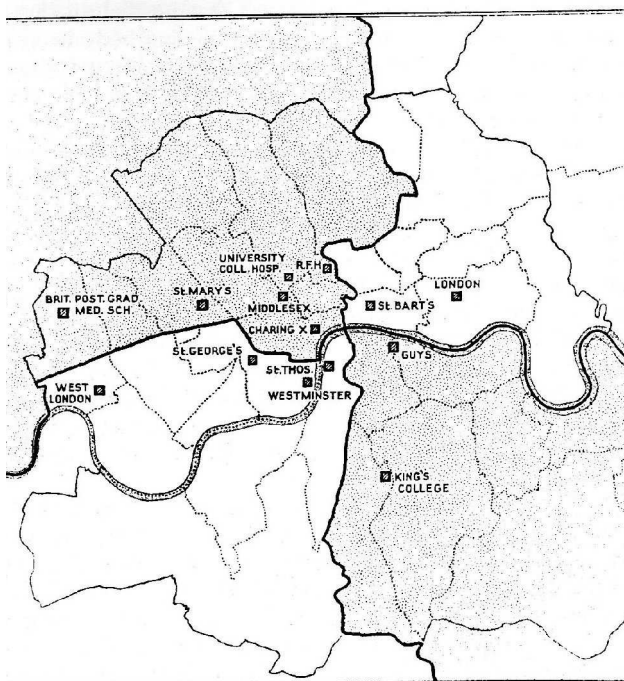 UNIVERSITY
COLL. HOSP.
R.F.H.
BRIT. POST. GRAD.
MED. SCH
St. MARY'S
MIDDLESEX
LONDON
St. BART'S
CHARING X
St. GEORGE'S
GUYS
St. THOS.
WEST
LONDON
WESTMINSTER
KING'S
COLLEGE